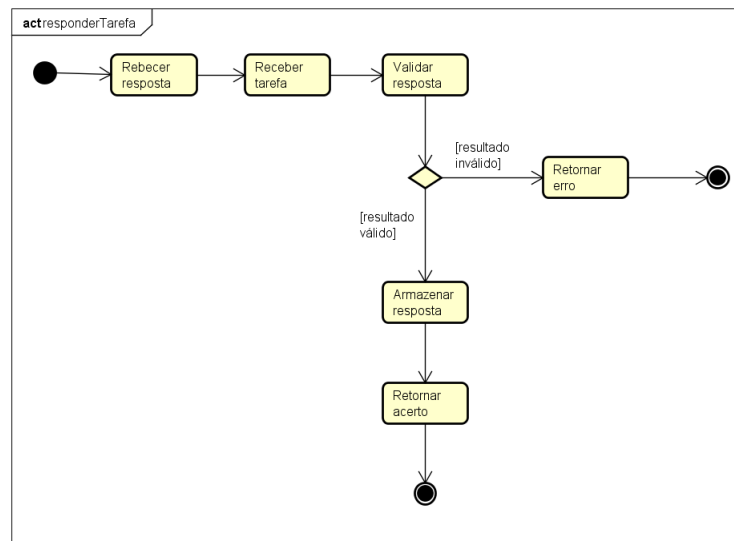 act responderTarefa
Rebecer
resposta
Receber
tarefa
Validar
resposta
[resultado
inválido]
Retornar
erro
[resultado
válido]
Armazenar
resposta
Retornar
acerto